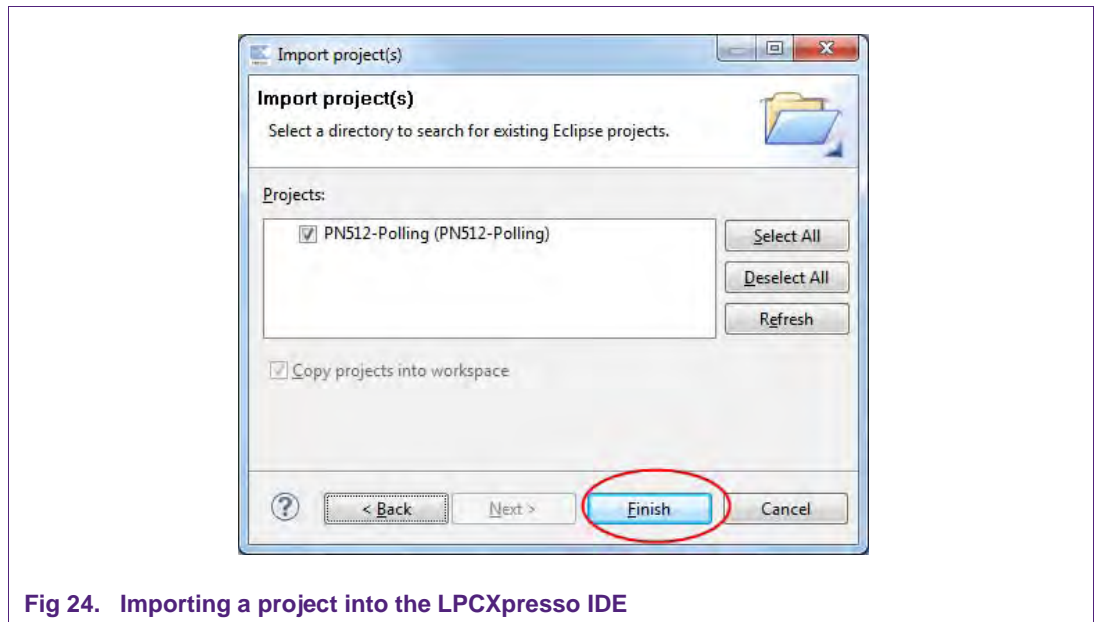 Import project(s)
Import project(s)
Select a directory to search for existing Eclipse projects.
Projects:
PN512-Polling (PN512-Polling)
Select All
Deselect All
Refresh
Copy projects into workspace
? < Back Next > Finish Cancel
Fig 24. Importing a project into the LPCXpresso IDE